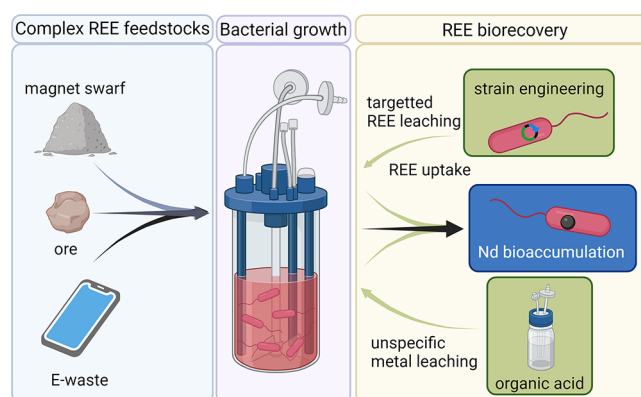 Complex REE feedstocks
Bacterial growth
REE biorecovery
magnet swarf
ore
E-waste
targetted
REE leaching
strain engineering
REE uptake
Nd bioaccumulation
unspecific
metal leaching
organic acid